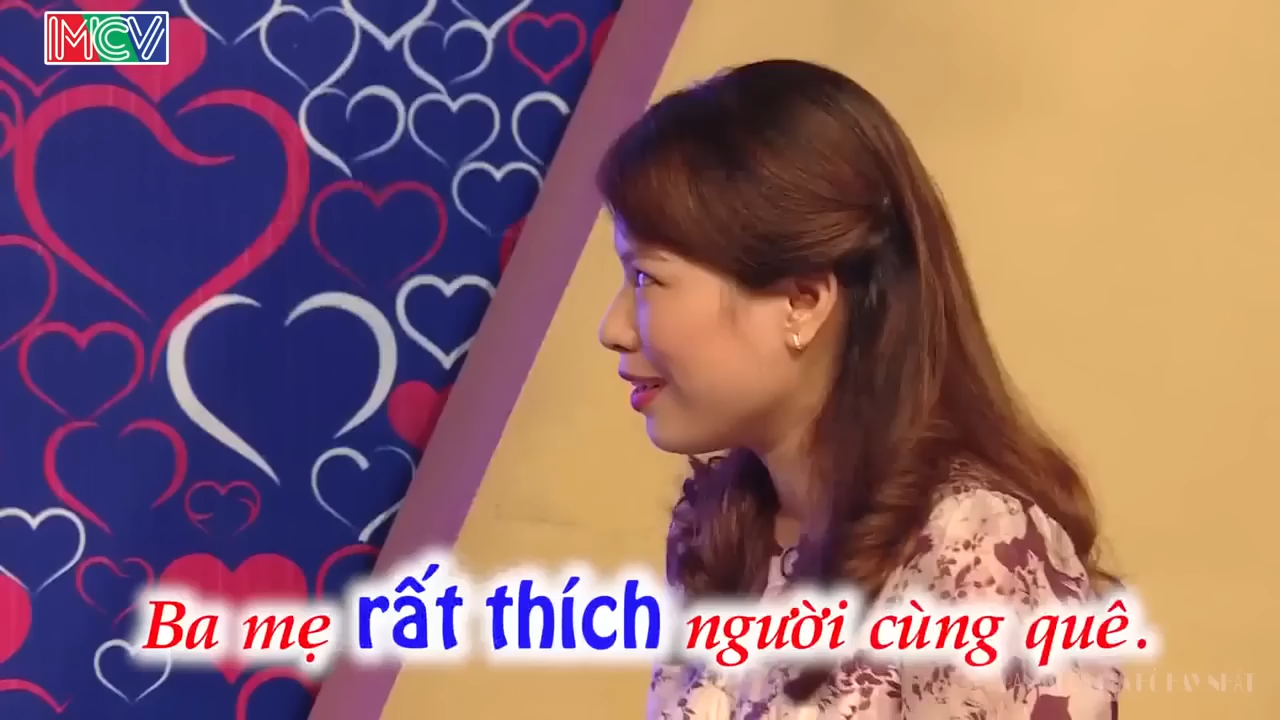 MCV
Ba mẹ rất thích người cùng quê.